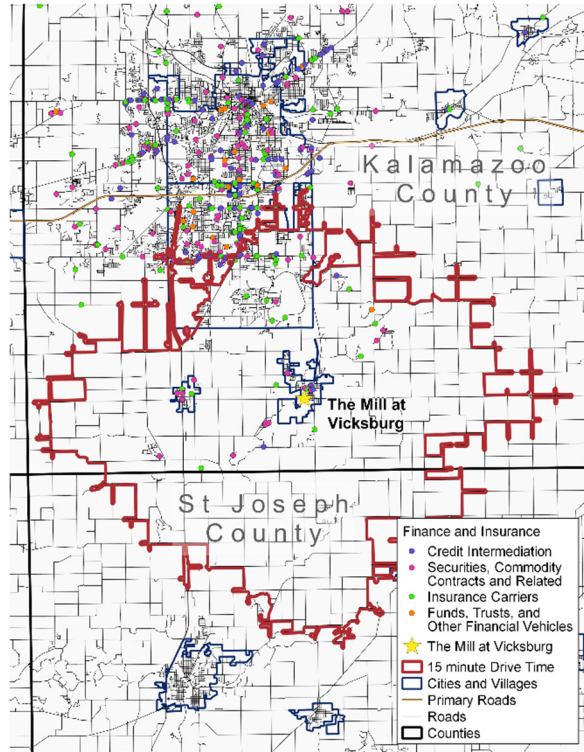 Kalamazoo
County
The Mill at
Vicksburg
St Joseph
County
Finance and Insurance
Credit Intermediation
Securities, Commodity
Contracts and Related
Insurance Carriers
Funds, Trusts, and
Other Financial Vehicles
The Mill at Vicksburg
15 minute Drive Time
Cities and Villages
Primary Roads
Roads
Counties